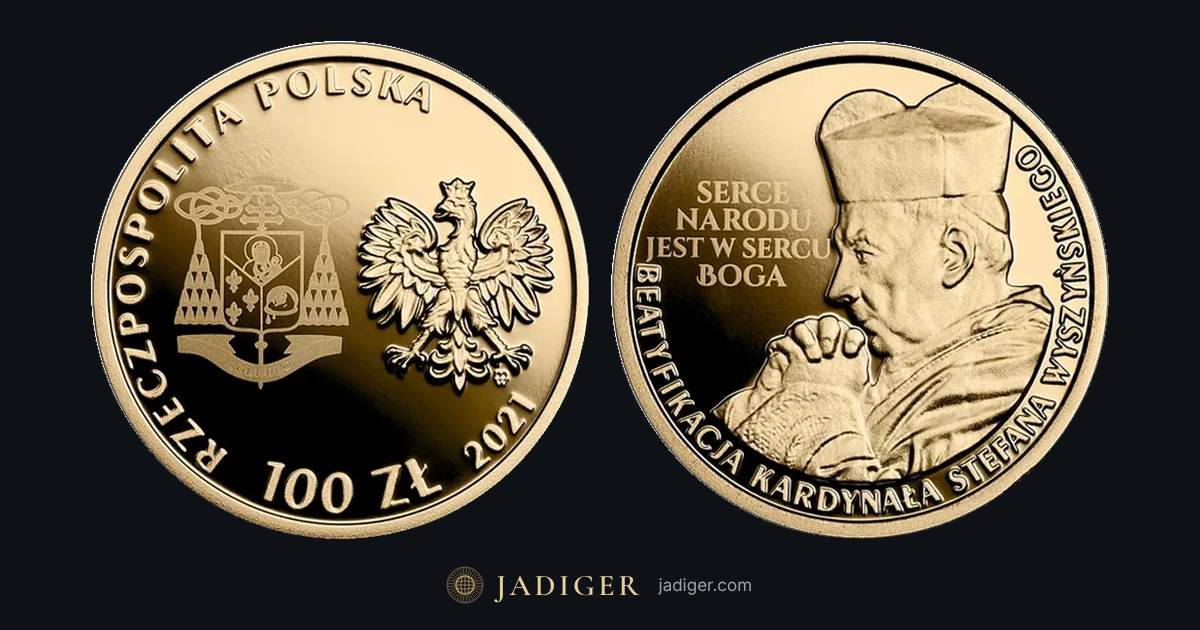 RZECZPOSPOLITA POLSKA
100 ZŁ 2021
SERCE
NARODU
JEST W SERCU
BOGA
BEATYFIKACJA KARDYNAŁA STEFANA WYSZYŃSKIEGO
JADIGER jadiger.com